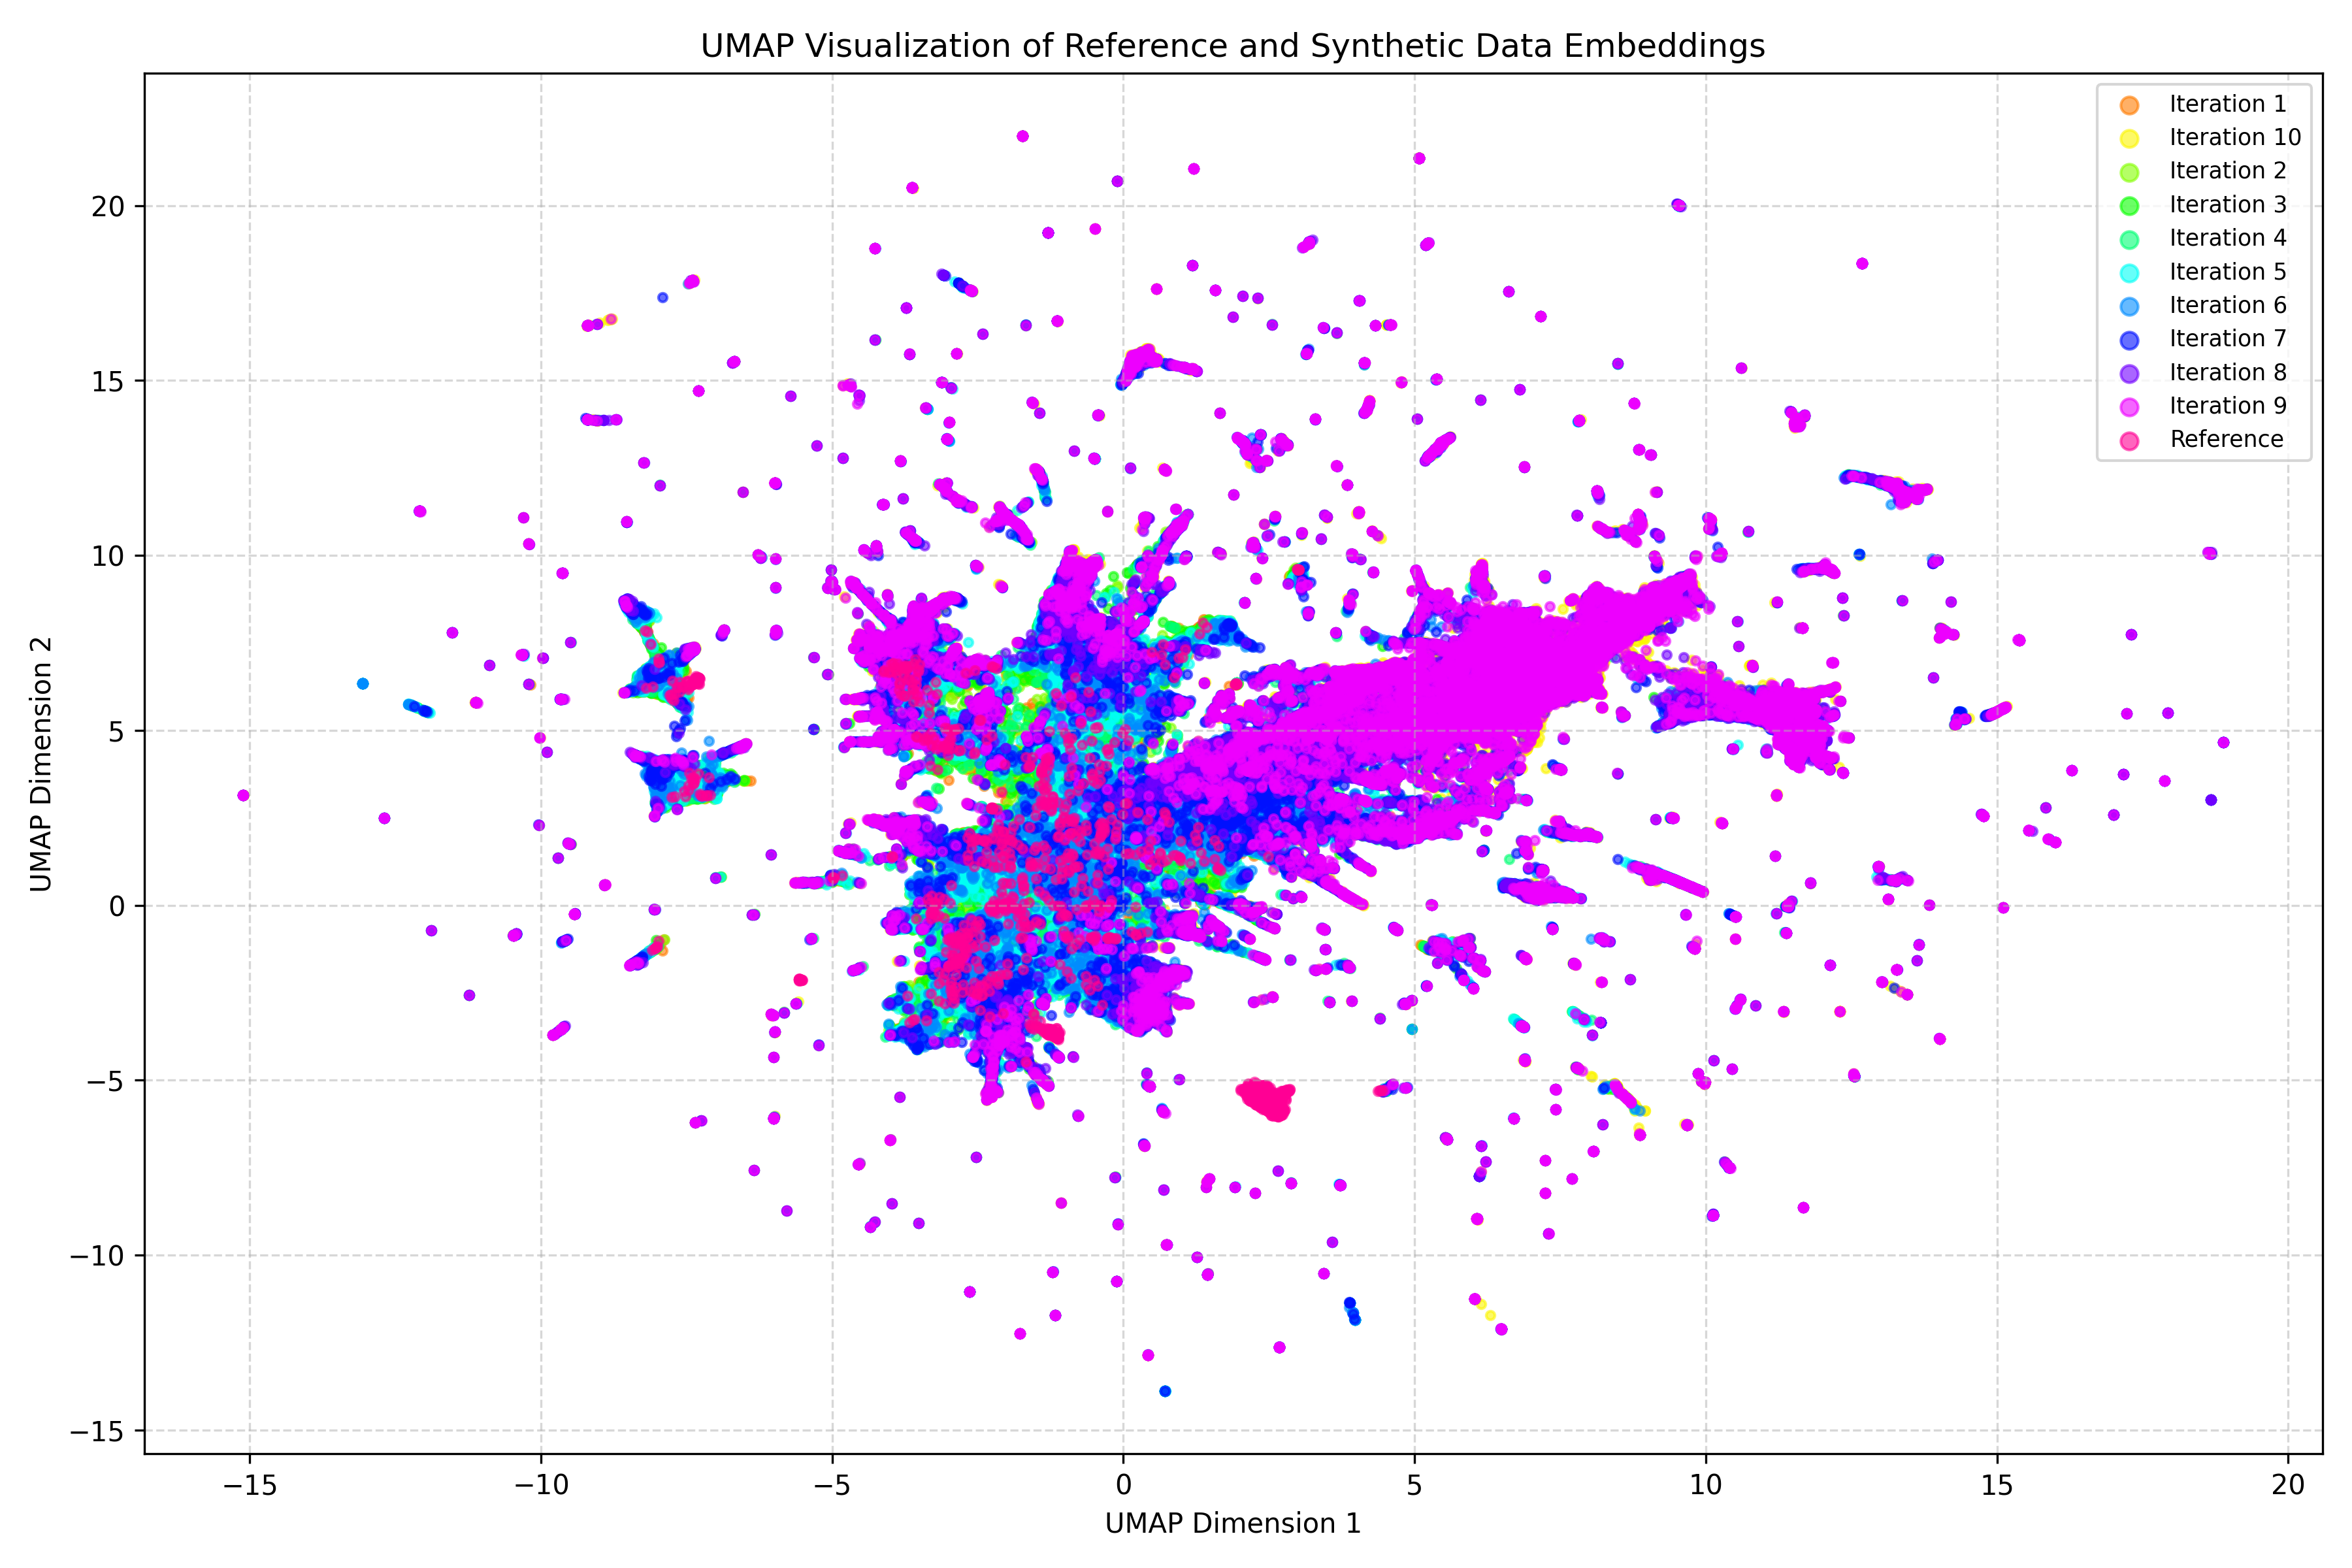 UMAP Visualization of Reference and Synthetic Data Embeddings
Iteration 1
Iteration 10
Iteration 2
Iteration 3
Iteration 4
Iteration 5
Iteration 6
Iteration 7
Iteration 8
Iteration 9
Reference
UMAP Dimension 2
20
15
10
5
0
−5
−10
−15
−15
−10
−5
0
5
10
15
20
UMAP Dimension 1